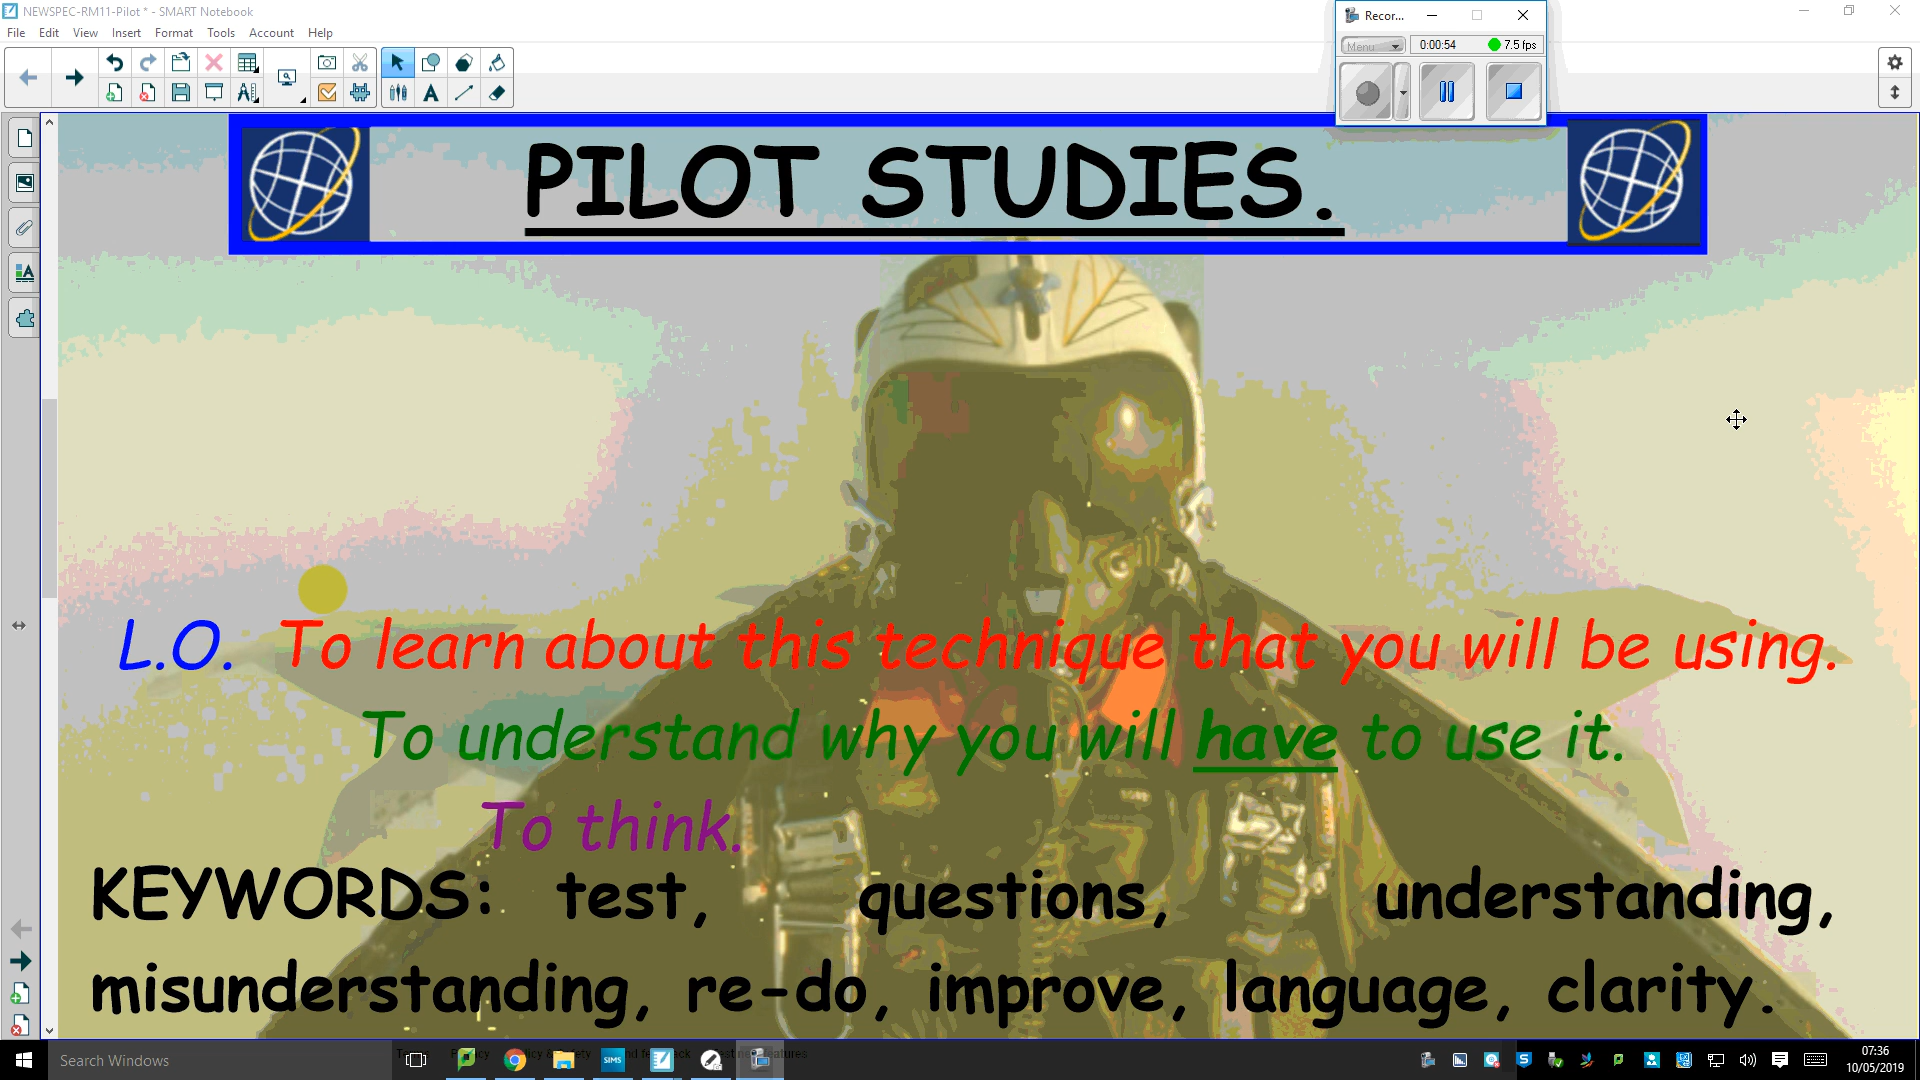 NEWSPEC-RM11-Pilot * - SMART Notebook
File Edit View Insert Format Tools Account Help
Recor...
Menu
0:00:54 7.5 fps
PILOT STUDIES.
L.O. To learn about this technique that you will be using.
To understand why you will have to use it.
To think.
KEYWORDS: test, questions, understanding,
misunderstanding, re-do, improve, language, clarity.
Search Windows
SIMS
07:36
10/05/2019